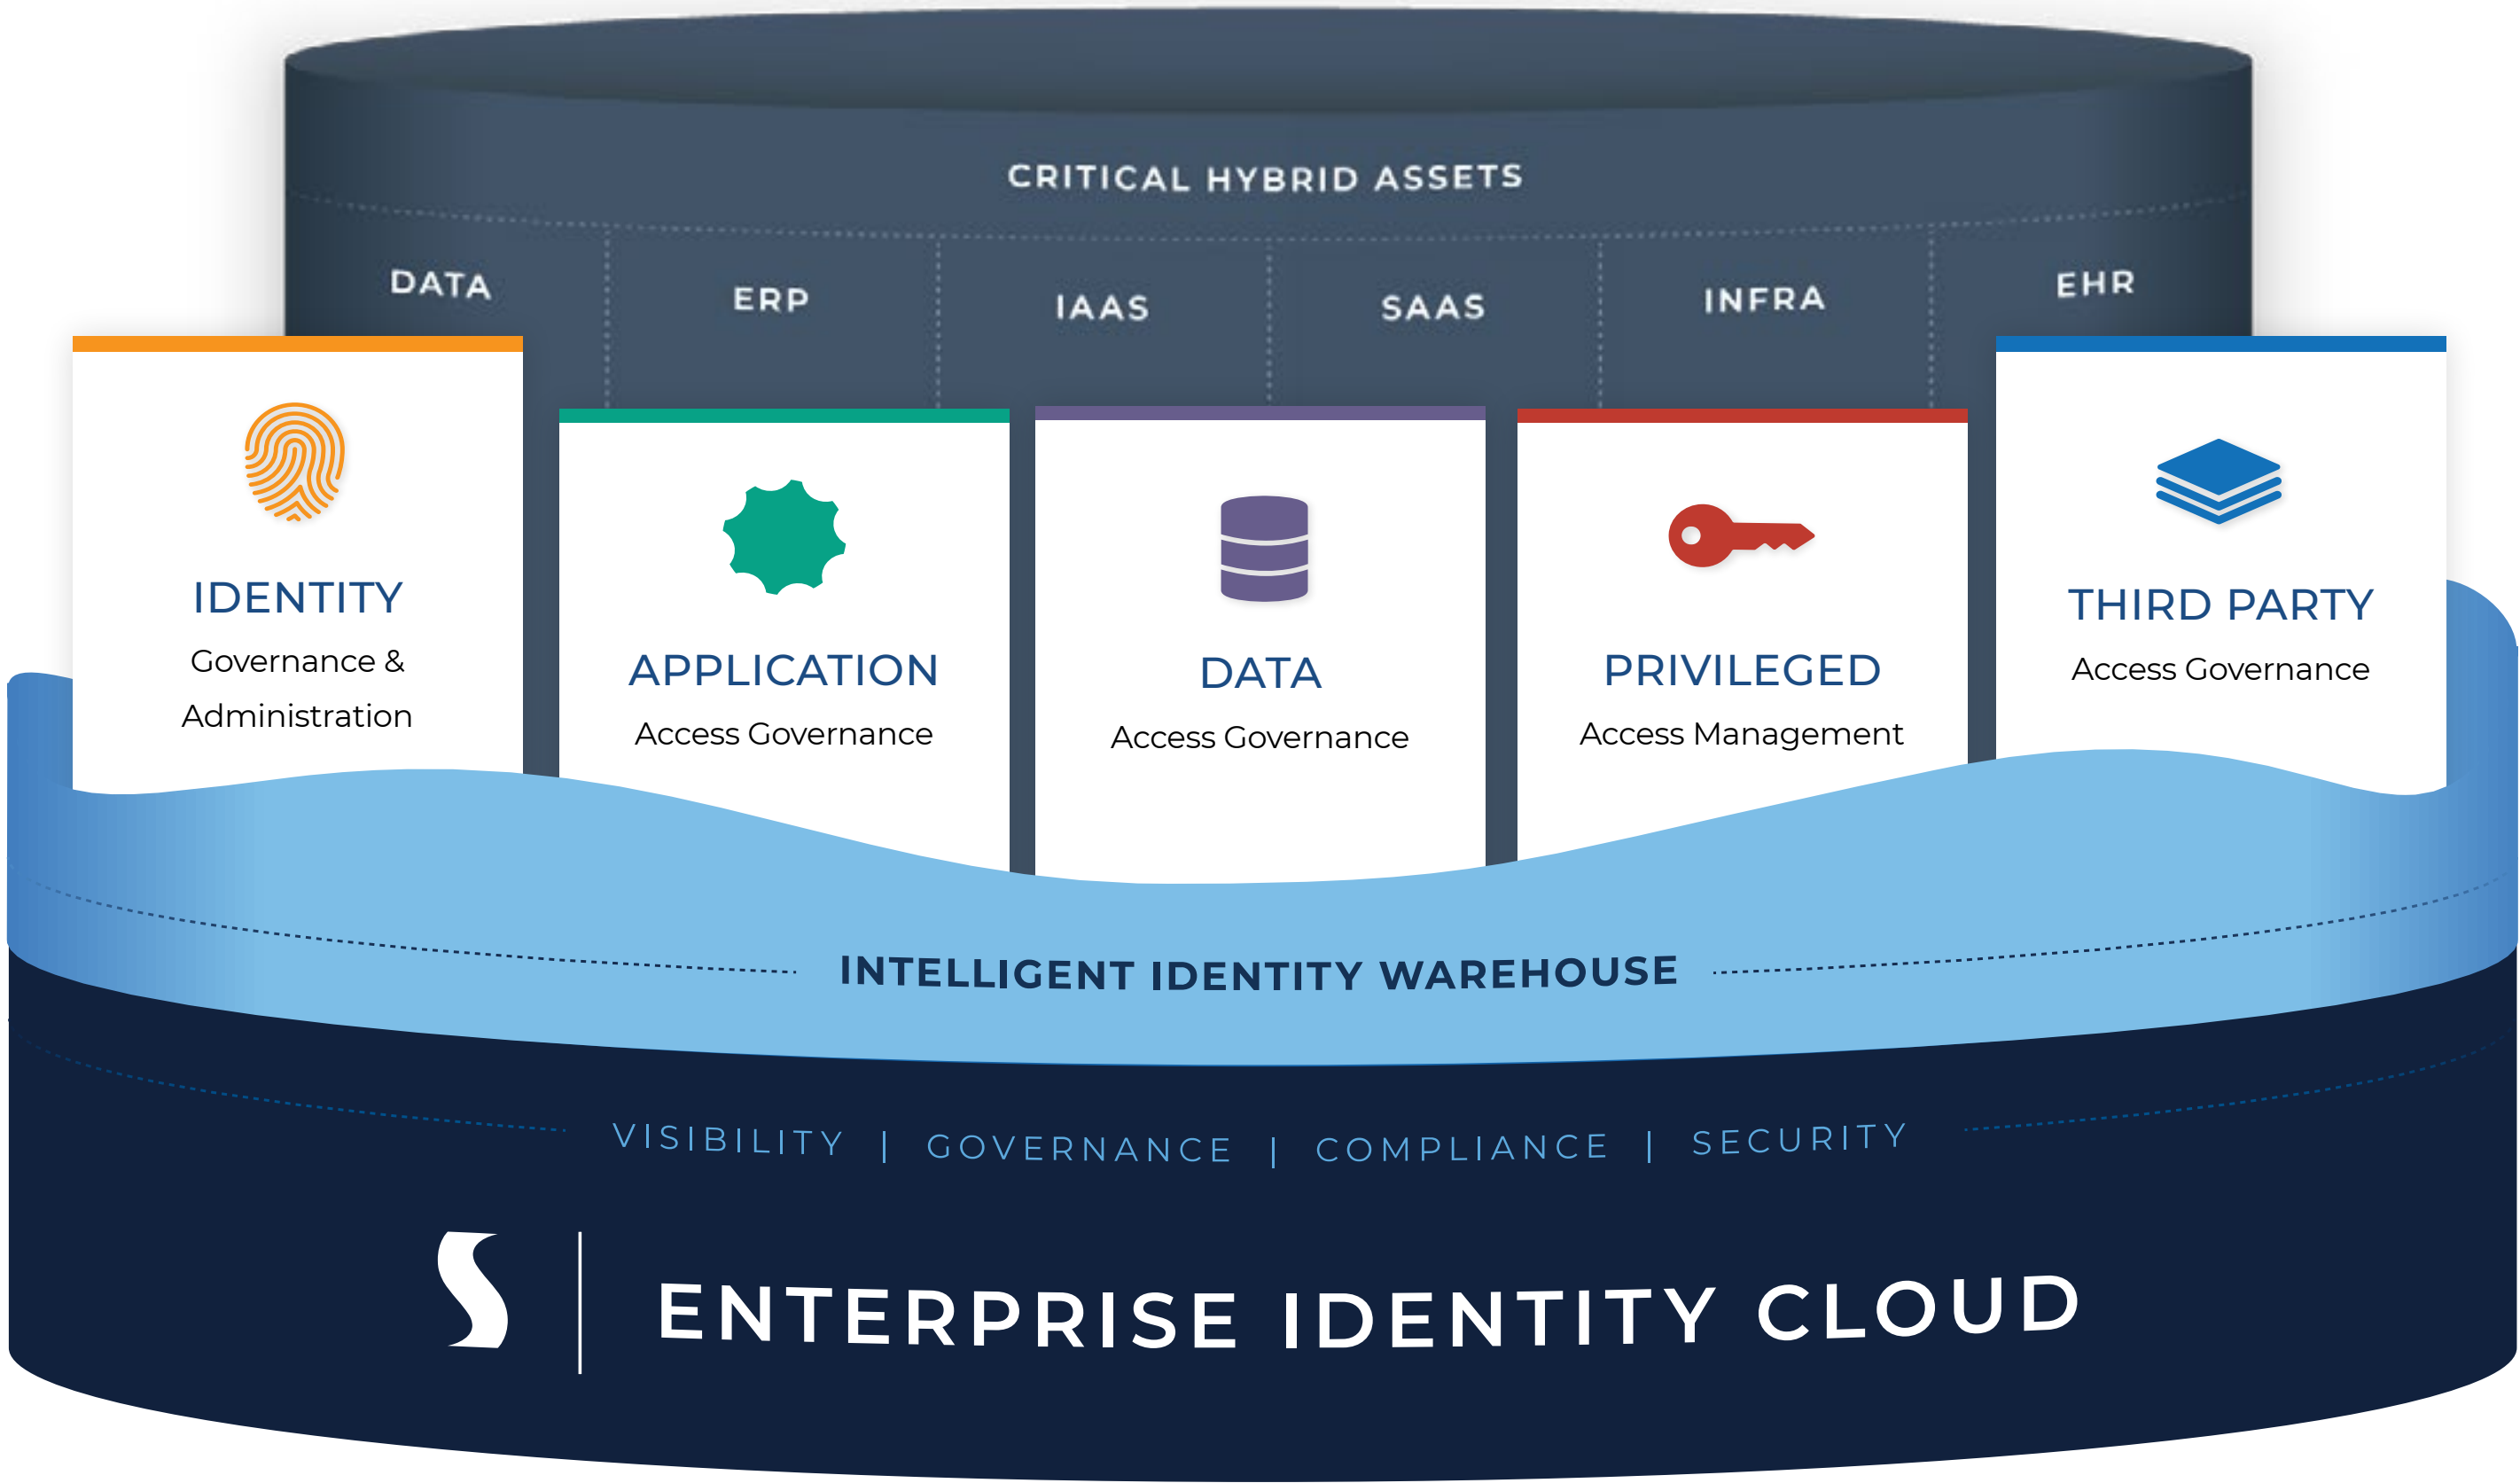 CRITICAL HYBRID ASSETS
DATA
ERP
IAAS
SAAS
INFRA
EHR
IDENTITY
Governance &
Administration
APPLICATION
Access Governance
DATA
Access Governance
PRIVILEGED
Access Management
THIRD PARTY
Access Governance
INTELLIGENT IDENTITY WAREHOUSE
VISIBILITY | GOVERNANCE | COMPLIANCE | SECURITY
S | ENTERPRISE IDENTITY CLOUD